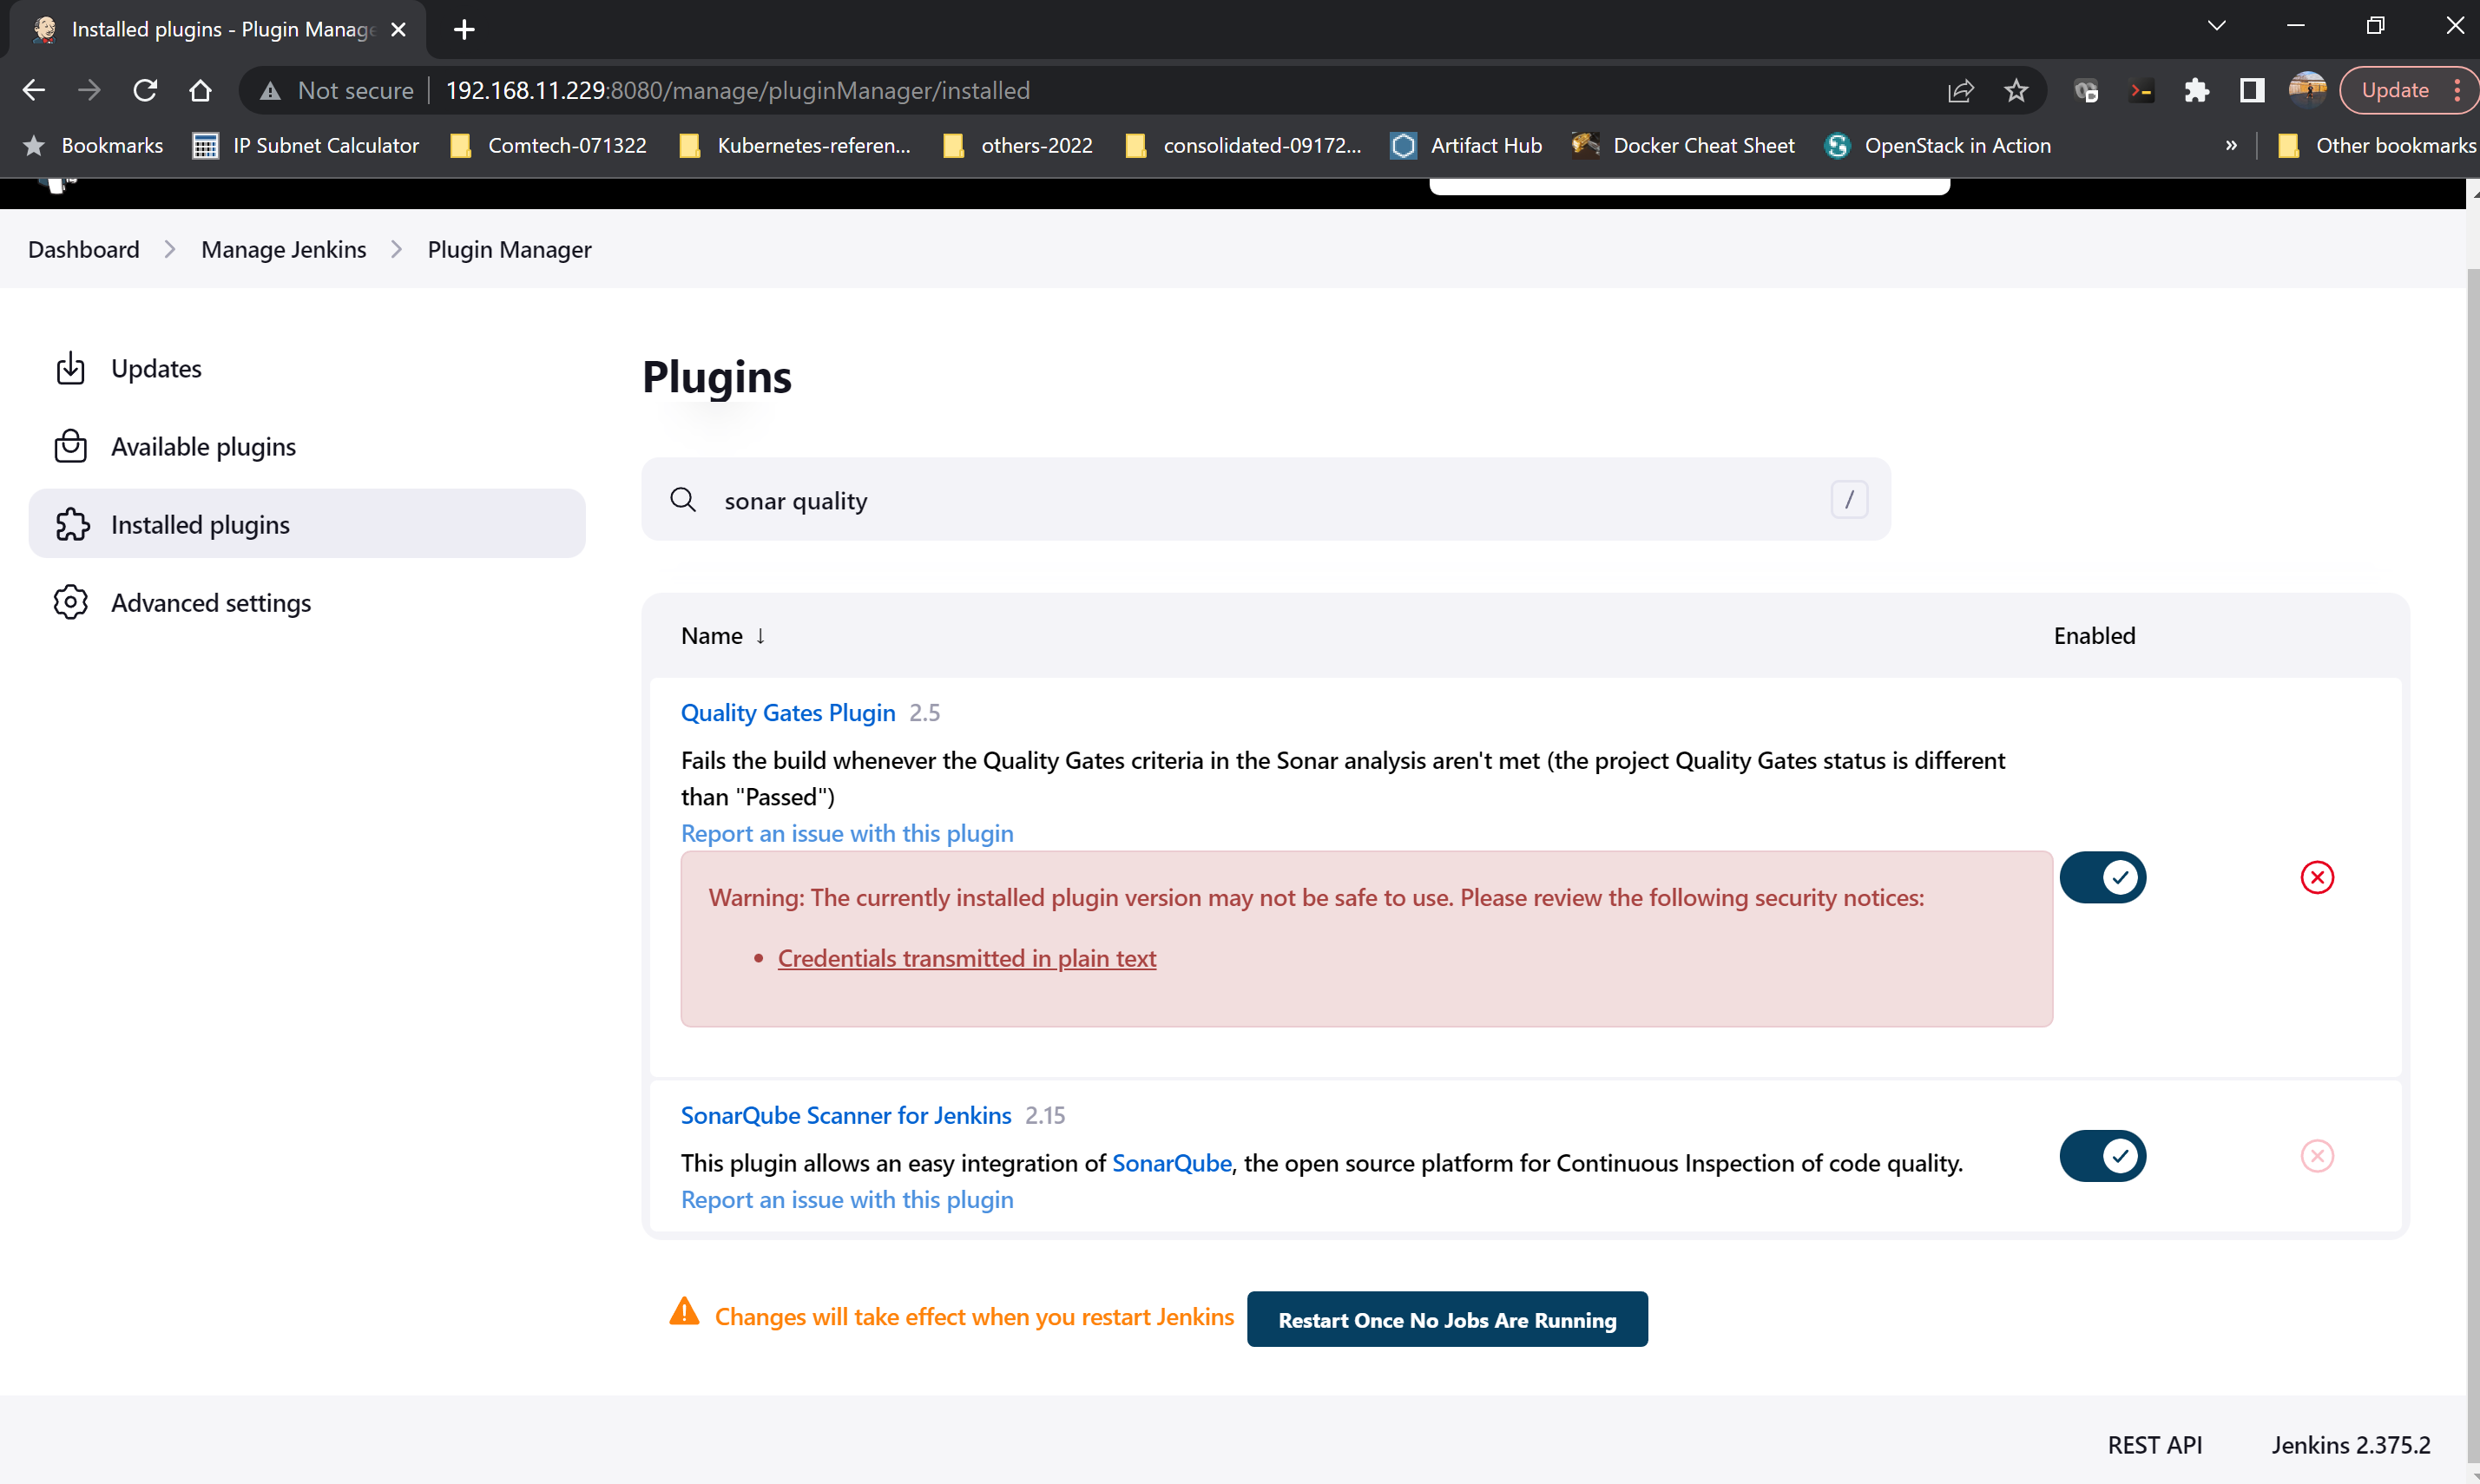 Installed plugins - Plugin Manage
Not secure
192.168.11.229:8080/manage/pluginManager/installed
Update
Bookmarks
IP Subnet Calculator
Comtech-071322
Kubernetes-referen...
others-2022
consolidated-09172...
Artifact Hub
Docker Cheat Sheet
OpenStack in Action
»
Other bookmarks
Dashboard
Manage Jenkins
Plugin Manager
Updates
Available plugins
Installed plugins
Advanced settings
Plugins
sonar quality
/
Name ↓
Enabled
Quality Gates Plugin 2.5
Fails the build whenever the Quality Gates criteria in the Sonar analysis aren't met (the project Quality Gates status is different
than "Passed")
Report an issue with this plugin
Warning: The currently installed plugin version may not be safe to use. Please review the following security notices:
• Credentials transmitted in plain text
SonarQube Scanner for Jenkins 2.15
This plugin allows an easy integration of SonarQube, the open source platform for Continuous Inspection of code quality.
Report an issue with this plugin
Changes will take effect when you restart Jenkins
Restart Once No Jobs Are Running
REST API
Jenkins 2.375.2